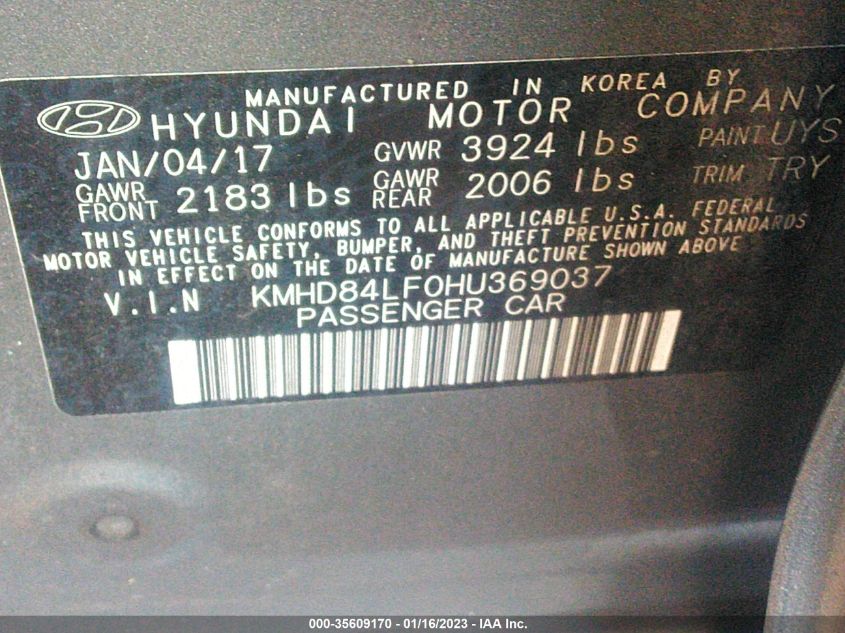 MANUFACTURED IN KOREA BY
HYUNDAI MOTOR COMPANY
JAN/04/17 GVWR 3924 lbs PAINT UYS
GAWR FRONT 2183 lbs GAWR REAR 2006 lbs TRIM TRY
THIS VEHICLE CONFORMS TO ALL APPLICABLE U.S.A. FEDERAL
MOTOR VEHICLE SAFETY, BUMPER, AND THEFT PREVENTION STANDARDS
IN EFFECT ON THE DATE OF MANUFACTURE SHOWN ABOVE
V.I.N KMHD84LF0HU369037
PASSENGER CAR
000-35609170 - 01/16/2023 - IAA Inc.